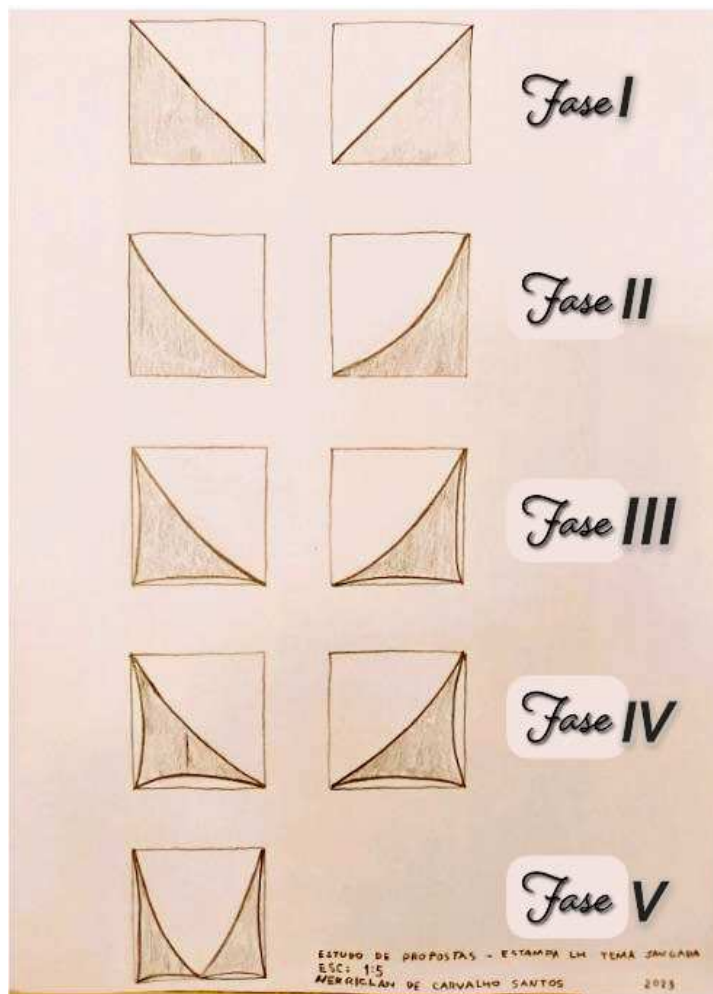 Fase I
Fase II
Fase III
Fase IV
Fase V
ESTUDO DE PROPOSTAS - ESTAMPA LM TEMA JANGADA
ESC: 1:5
NERRICLAN DE CARVALHO SANTOS 2023